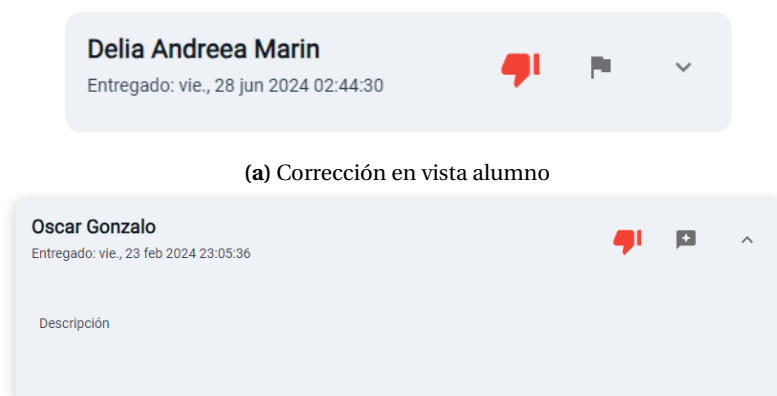 Delia Andreea Marin
Entregado: vie., 28 jun 2024 02:44:30
(a) Corrección en vista alumno
Oscar Gonzalo
Entregado: vie., 23 feb 2024 23:05:36
Descripción